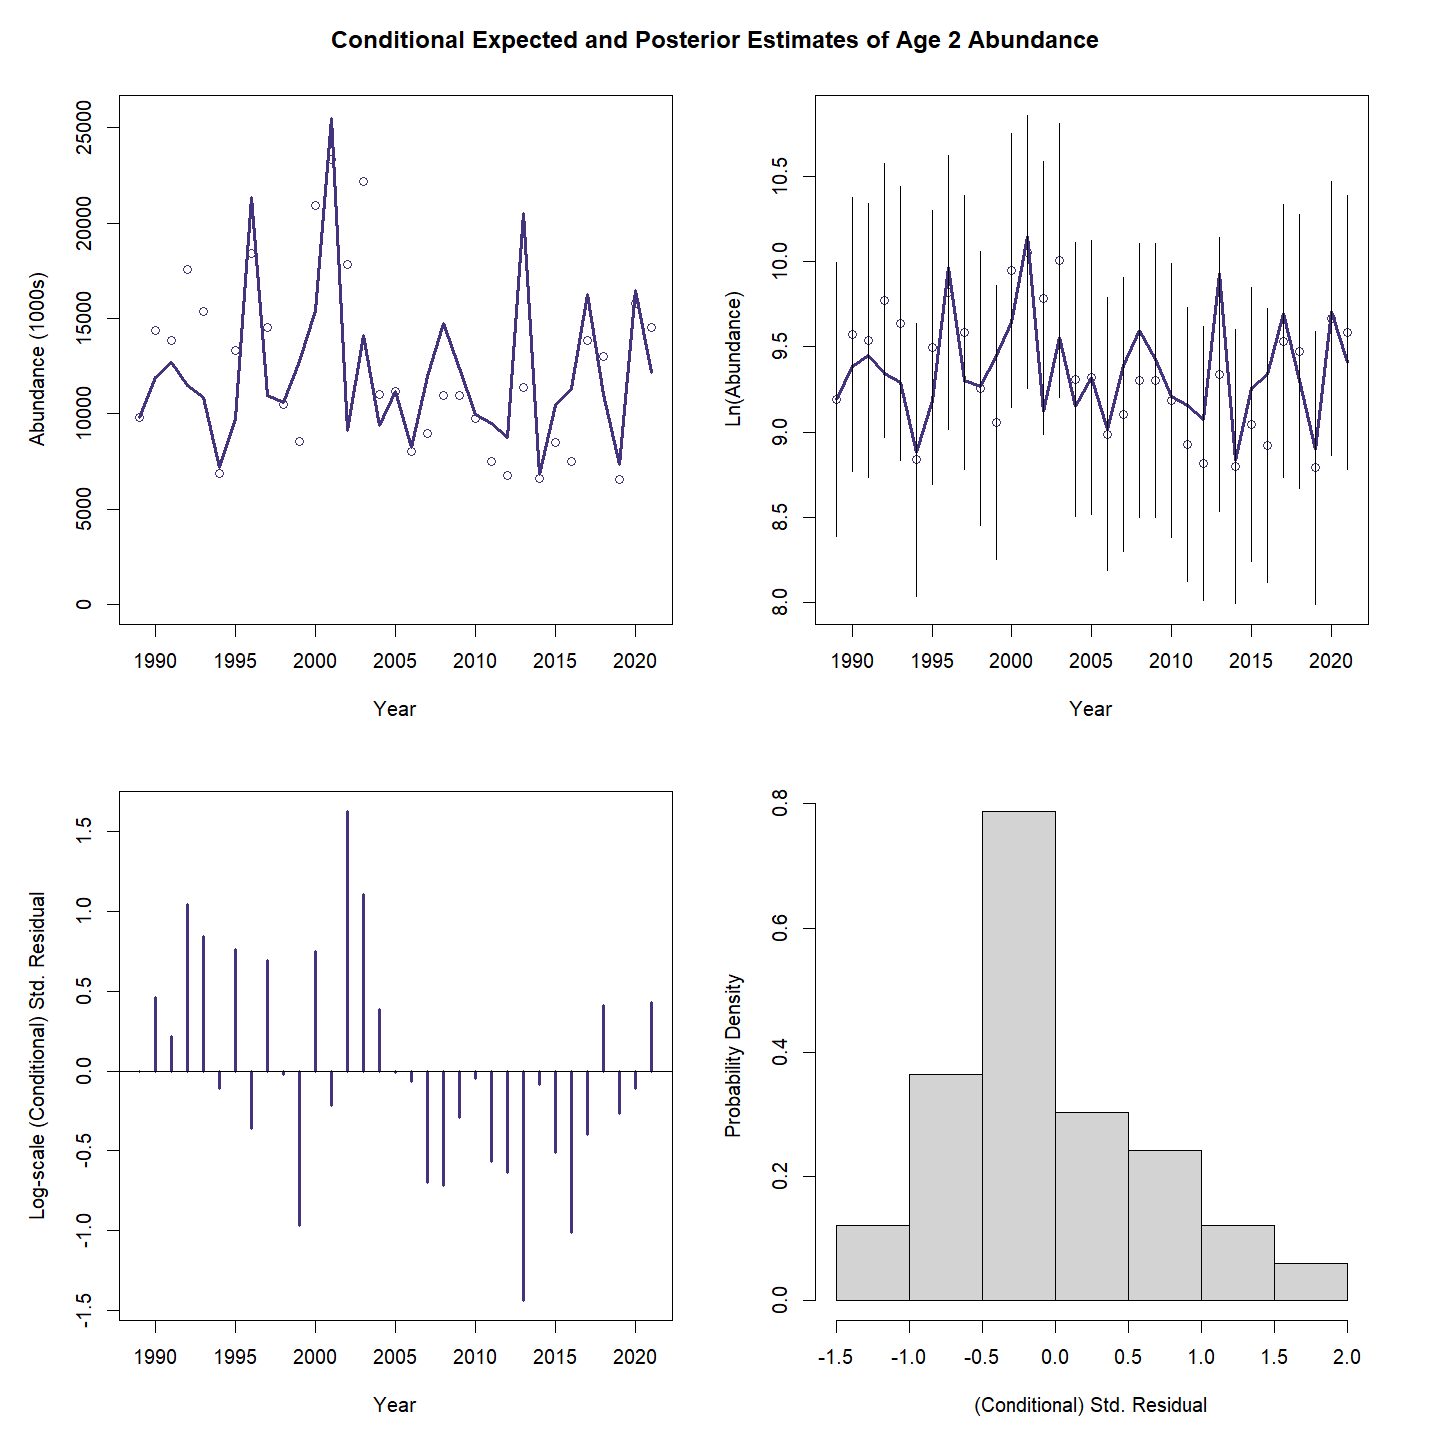 Conditional Expected and Posterior Estimates of Age 2 Abundance
Abundance (1000s)
25000
20000
15000
10000
5000
0
1990 1995 2000 2005 2010 2015 2020
Year
Ln(Abundance)
10.5
10.0
9.5
9.0
8.5
8.0
1990 1995 2000 2005 2010 2015 2020
Year
Log-scale (Conditional) Std. Residual
1.5
1.0
0.5
0.0
-0.5
-1.0
-1.5
1990 1995 2000 2005 2010 2015 2020
Year
Probability Density
0.8
0.6
0.4
0.2
0.0
-1.5 -1.0 -0.5 0.0 0.5 1.0 1.5 2.0
(Conditional) Std. Residual